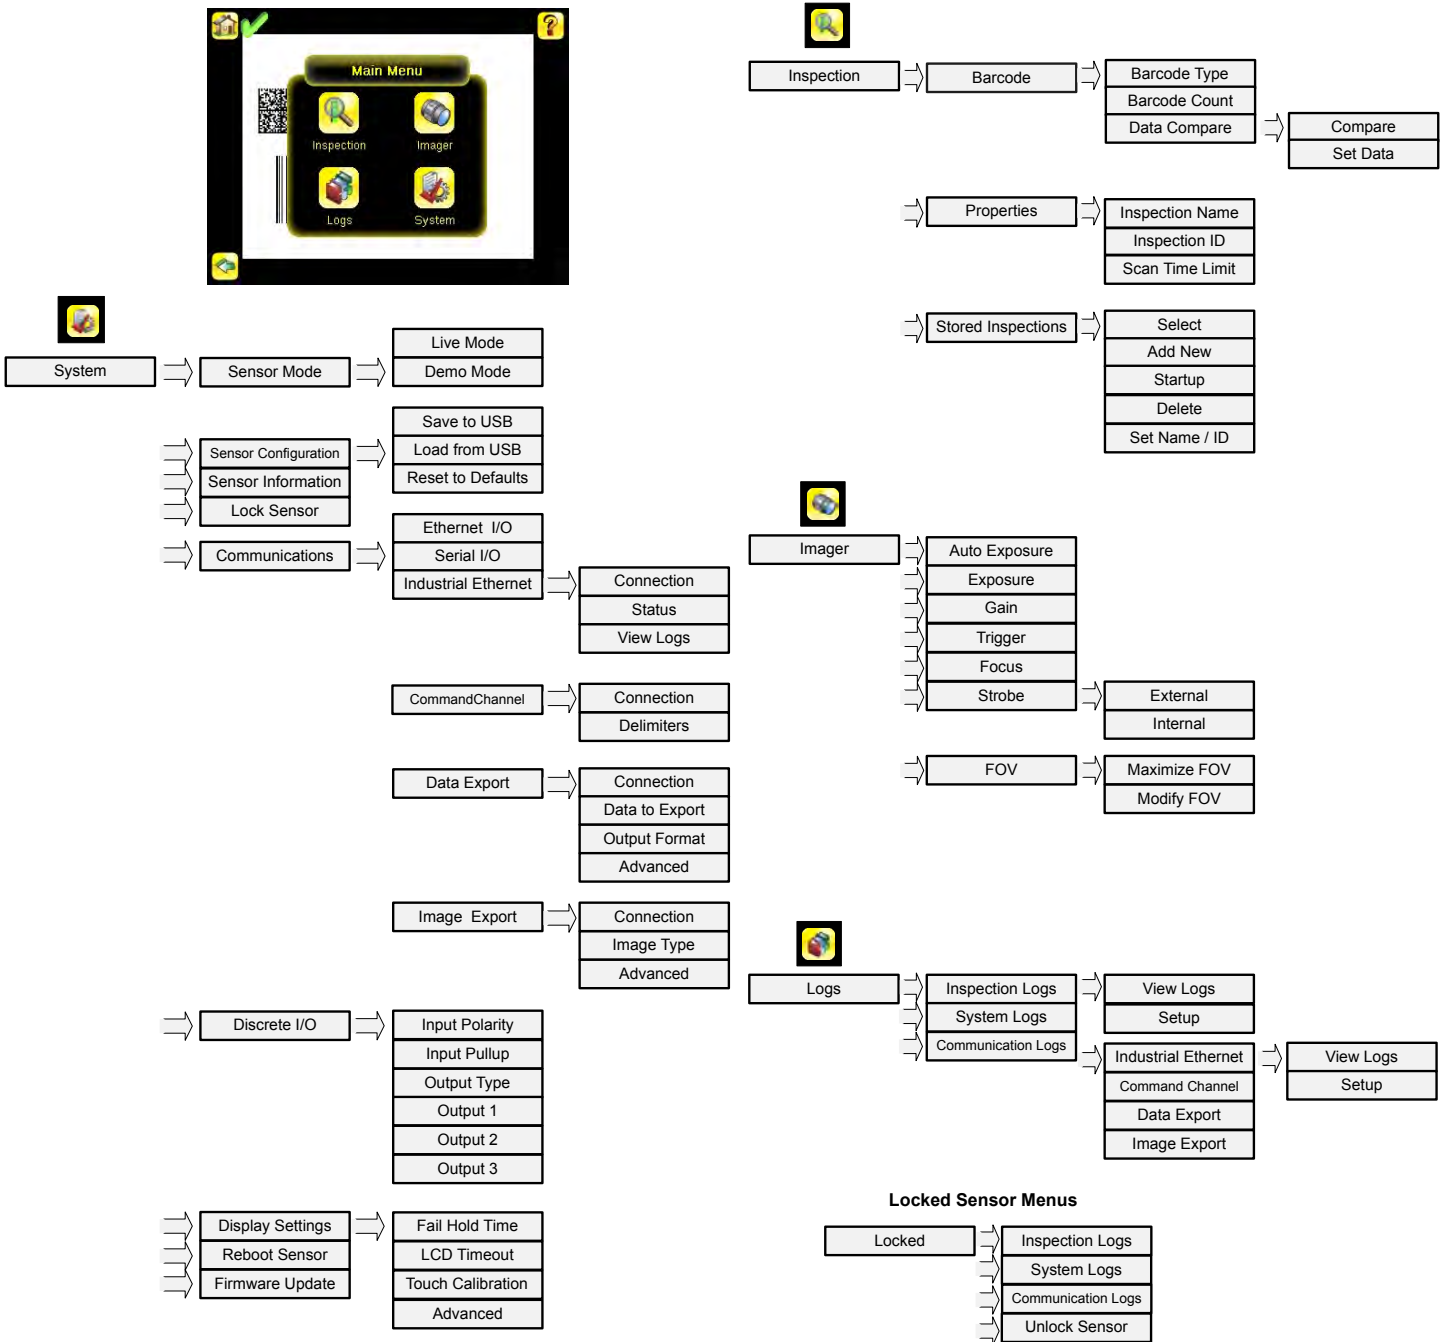 Main Menu
Inspection
Imager
Logs
System
System
Sensor Mode
Live Mode
Demo Mode
Sensor Configuration
Save to USB
Load from USB
Reset to Defaults
Sensor Information
Lock Sensor
Communications
Ethernet I/O
Serial I/O
Industrial Ethernet
Connection
Status
View Logs
CommandChannel
Connection
Delimiters
Data Export
Connection
Data to Export
Output Format
Advanced
Image Export
Connection
Image Type
Advanced
Discrete I/O
Input Polarity
Input Pullup
Output Type
Output 1
Output 2
Output 3
Display Settings
Reboot Sensor
Firmware Update
Fail Hold Time
LCD Timeout
Touch Calibration
Advanced
Inspection
Barcode
Barcode Type
Barcode Count
Data Compare
Compare
Set Data
Properties
Inspection Name
Inspection ID
Scan Time Limit
Stored Inspections
Select
Add New
Startup
Delete
Set Name / ID
Imager
Auto Exposure
Exposure
Gain
Trigger
Focus
Strobe
External
Internal
FOV
Maximize FOV
Modify FOV
Logs
Inspection Logs
System Logs
Communication Logs
View Logs
Setup
Industrial Ethernet
Command Channel
Data Export
Image Export
View Logs
Setup
Locked Sensor Menus
Locked
Inspection Logs
System Logs
Communication Logs
Unlock Sensor